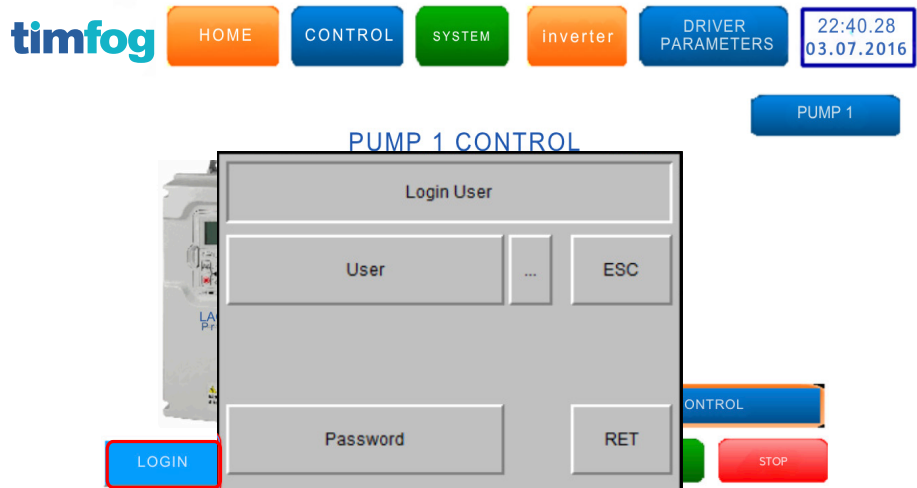 timfog
HOME
CONTROL
SYSTEM
inverter
DRIVER
PARAMETERS
22:40.28
03.07.2016
PUMP 1
PUMP 1 CONTROL
Login User
User
...
ESC
LA
ONTROL
Password
RET
LOGIN
STOP